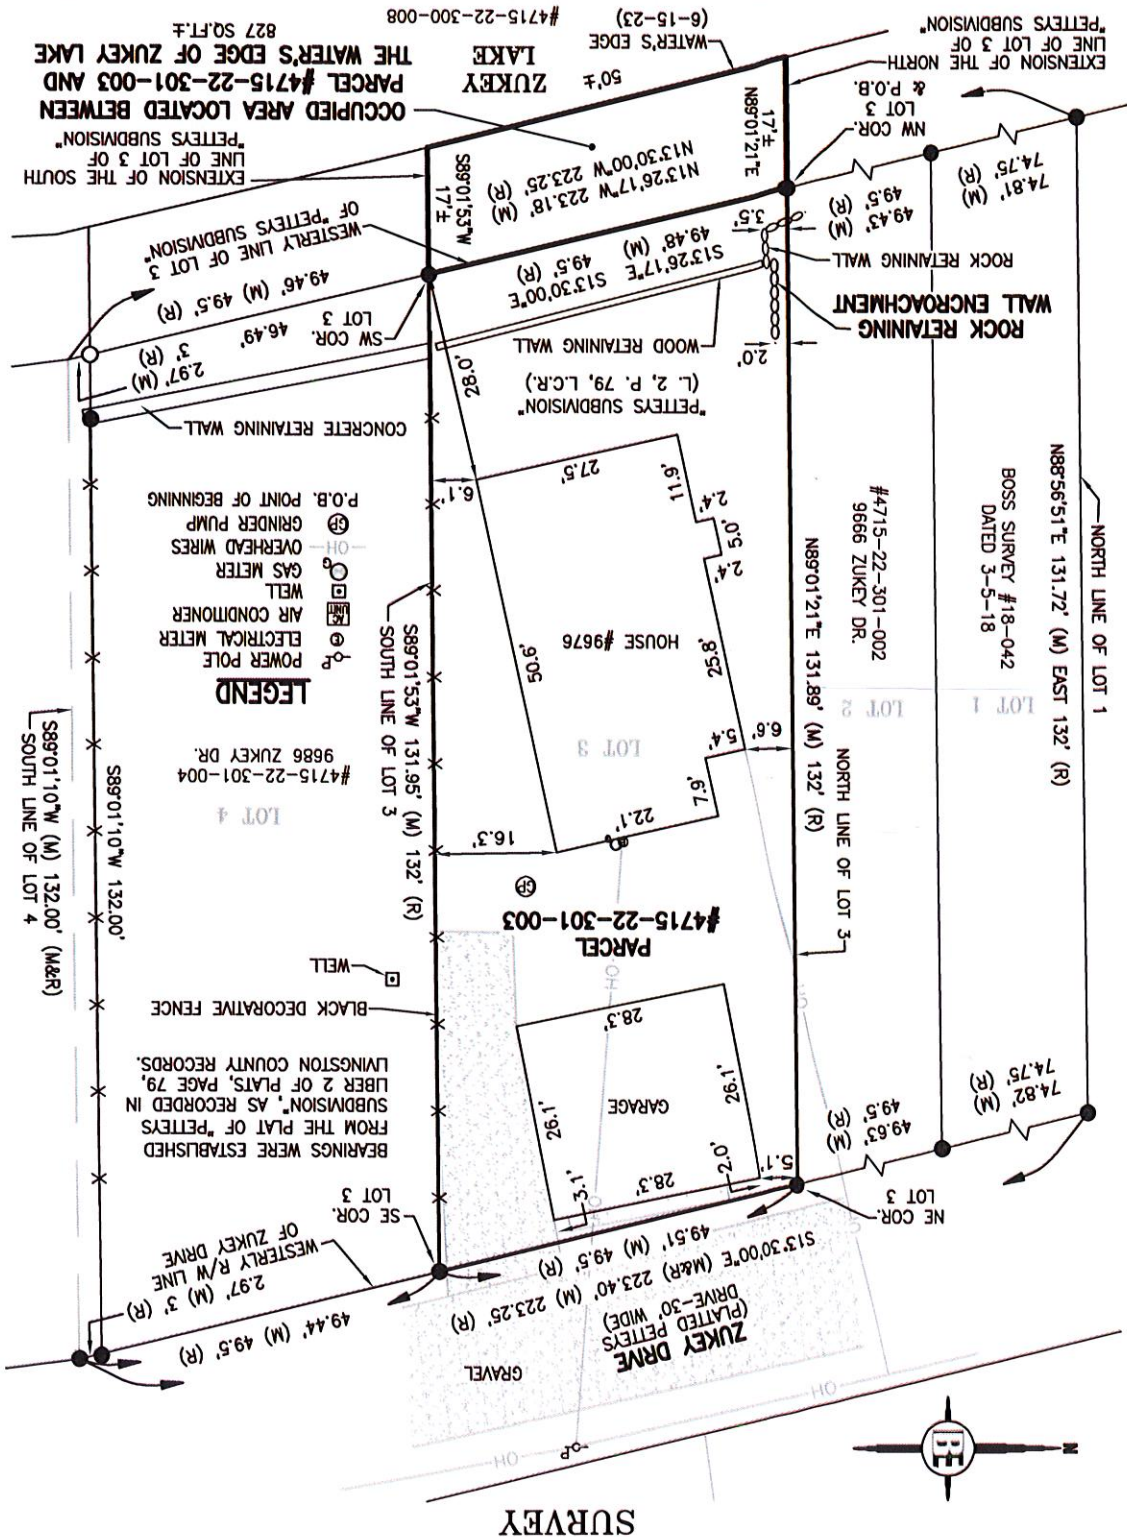 SURVEY
N
OH
OH
P
ZUKEY DRIVE
(PLATTED PETTEYS
DRIVE-30' WIDE)
GRAVEL
S13°30'00"E (M&R) 223.40' (M) 223.25' (R)
49.51' (M) 49.5' (R)
49.44' (M) 49.5' (R)
2.97' (M) 3' (R)
WESTERLY R/W LINE
OF ZUKEY DRIVE
NE COR.
LOT 3
SE COR.
LOT 3
49.63' (M)
49.5' (R)
74.82' (M)
74.75' (R)
5.1'
2.0'
28.3'
3.1'
26.1'
GARAGE
26.1'
28.3'
OH
OH
OH
OH
BEARINGS WERE ESTABLISHED
FROM THE PLAT OF "PETTEYS
SUBDIVISION", AS RECORDED IN
LIBER 2 OF PLATS, PAGE 79,
LIVINGSTON COUNTY RECORDS.
BLACK DECORATIVE FENCE
WELL
PARCEL
#4715-22-301-003
GP
NORTH LINE OF LOT 3
N89°01'21"E 131.89' (M) 132' (R)
22.1'
G
16.3'
7.9'
5.4'
6.6'
LOT 3
HOUSE #9676
50.6'
25.8'
2.4'
5.0'
2.4'
11.9'
27.5'
6.1'
28.0'
S89°01'53"W 131.95' (M) 132' (R)
SOUTH LINE OF LOT 3
LOT 4
#4715-22-301-004
9686 ZUKEY DR.
S89°01'10"W 132.00'
S89°01'10"W (M) 132.00' (M&R)
SOUTH LINE OF LOT 4
LOT 1
LOT 2
#4715-22-301-002
9666 ZUKEY DR.
BOSS SURVEY #18-042
DATED 3-5-18
N88°56'51"E 131.72' (M) EAST 132' (R)
NORTH LINE OF LOT 1
LEGEND
P POWER POLE
ELECTRICAL METER
AC UNIT AIR CONDITIONER
WELL
G GAS METER
-OH- OVERHEAD WIRES
GP GRINDER PUMP
P.O.B. POINT OF BEGINNING
"PETTEYS SUBDIVISION"
(L. 2, P. 79, L.C.R.)
WOOD RETAINING WALL
CONCRETE RETAINING WALL
2.0'
ROCK RETAINING
WALL ENCROACHMENT
ROCK RETAINING WALL
3.5'
2.97' (M)
3' (R)
46.49'
49.46' (M) 49.5' (R)
SW COR.
LOT 3
WESTERLY LINE OF LOT 3
OF "PETTEYS SUBDIVISION"
S13°30'00"E 49.5' (R)
S13°26'17"E 49.48' (M)
49.43' (M)
49.5' (R)
74.81' (M)
74.75' (R)
NW COR.
LOT 3
& P.O.B.
N13°26'17"W 223.18' (M)
N13°30'00"W 223.25' (R)
N89°01'21"E
17'±
S89°01'53"W
17'±
50'±
EXTENSION OF THE NORTH
LINE OF LOT 3 OF
"PETTEYS SUBDIVISION"
EXTENSION OF THE SOUTH
LINE OF LOT 3 OF
"PETTEYS SUBDIVISION"
OCCUPIED AREA LOCATED BETWEEN
PARCEL #4715-22-301-003 AND
THE WATER'S EDGE OF ZUKEY LAKE
827 SQ.FT.±
WATER'S EDGE
(6-15-23)
ZUKEY
LAKE
#4715-22-300-008